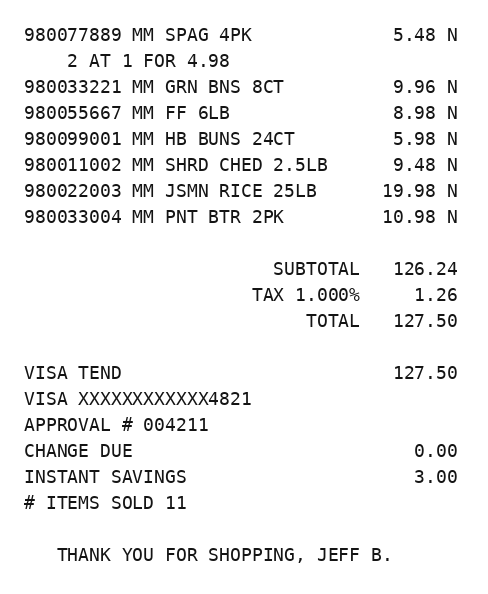 980077889 MM SPAG 4PK 5.48 N
2 AT 1 FOR 4.98
980033221 MM GRN BNS 8CT 9.96 N
980055667 MM FF 6LB 8.98 N
980099001 MM HB BUNS 24CT 5.98 N
980011002 MM SHRD CHED 2.5LB 9.48 N
980022003 MM JSMN RICE 25LB 19.98 N
980033004 MM PNT BTR 2PK 10.98 N
SUBTOTAL 126.24
TAX 1.000% 1.26
TOTAL 127.50
VISA TEND 127.50
VISA XXXXXXXXXXXX4821
APPROVAL # 004211
CHANGE DUE 0.00
INSTANT SAVINGS 3.00
# ITEMS SOLD 11
THANK YOU FOR SHOPPING, JEFF B.